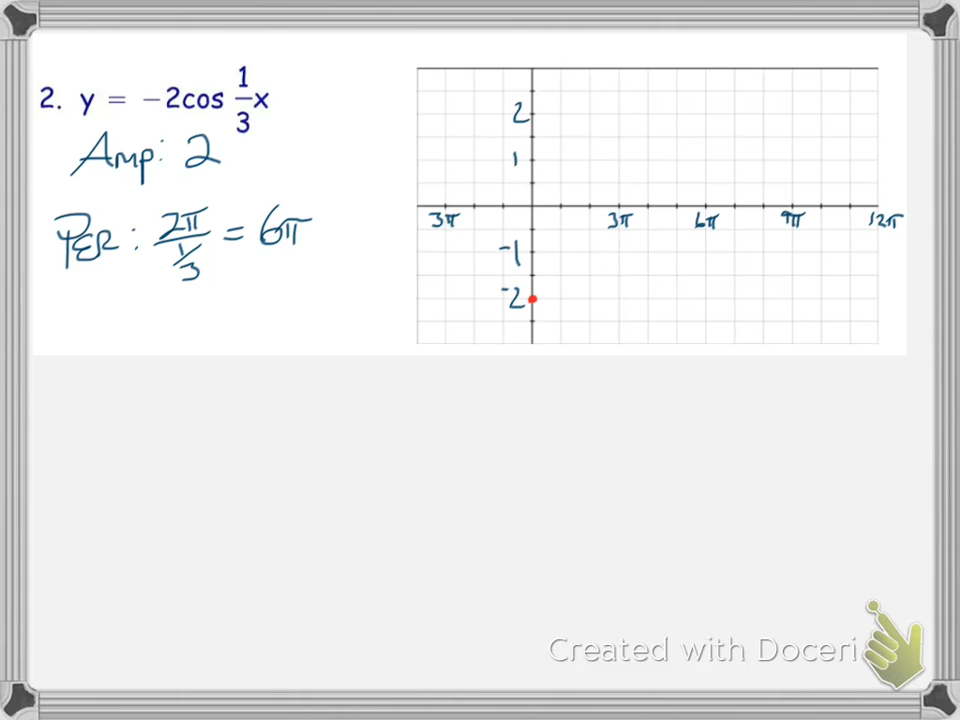 2. y = -2cos 1/3 x
Amp: 2
PER: 2π / 1/3 = 6π
2
1
3π 3π 6π 9π 12π
-1
-2
Created with Doceri